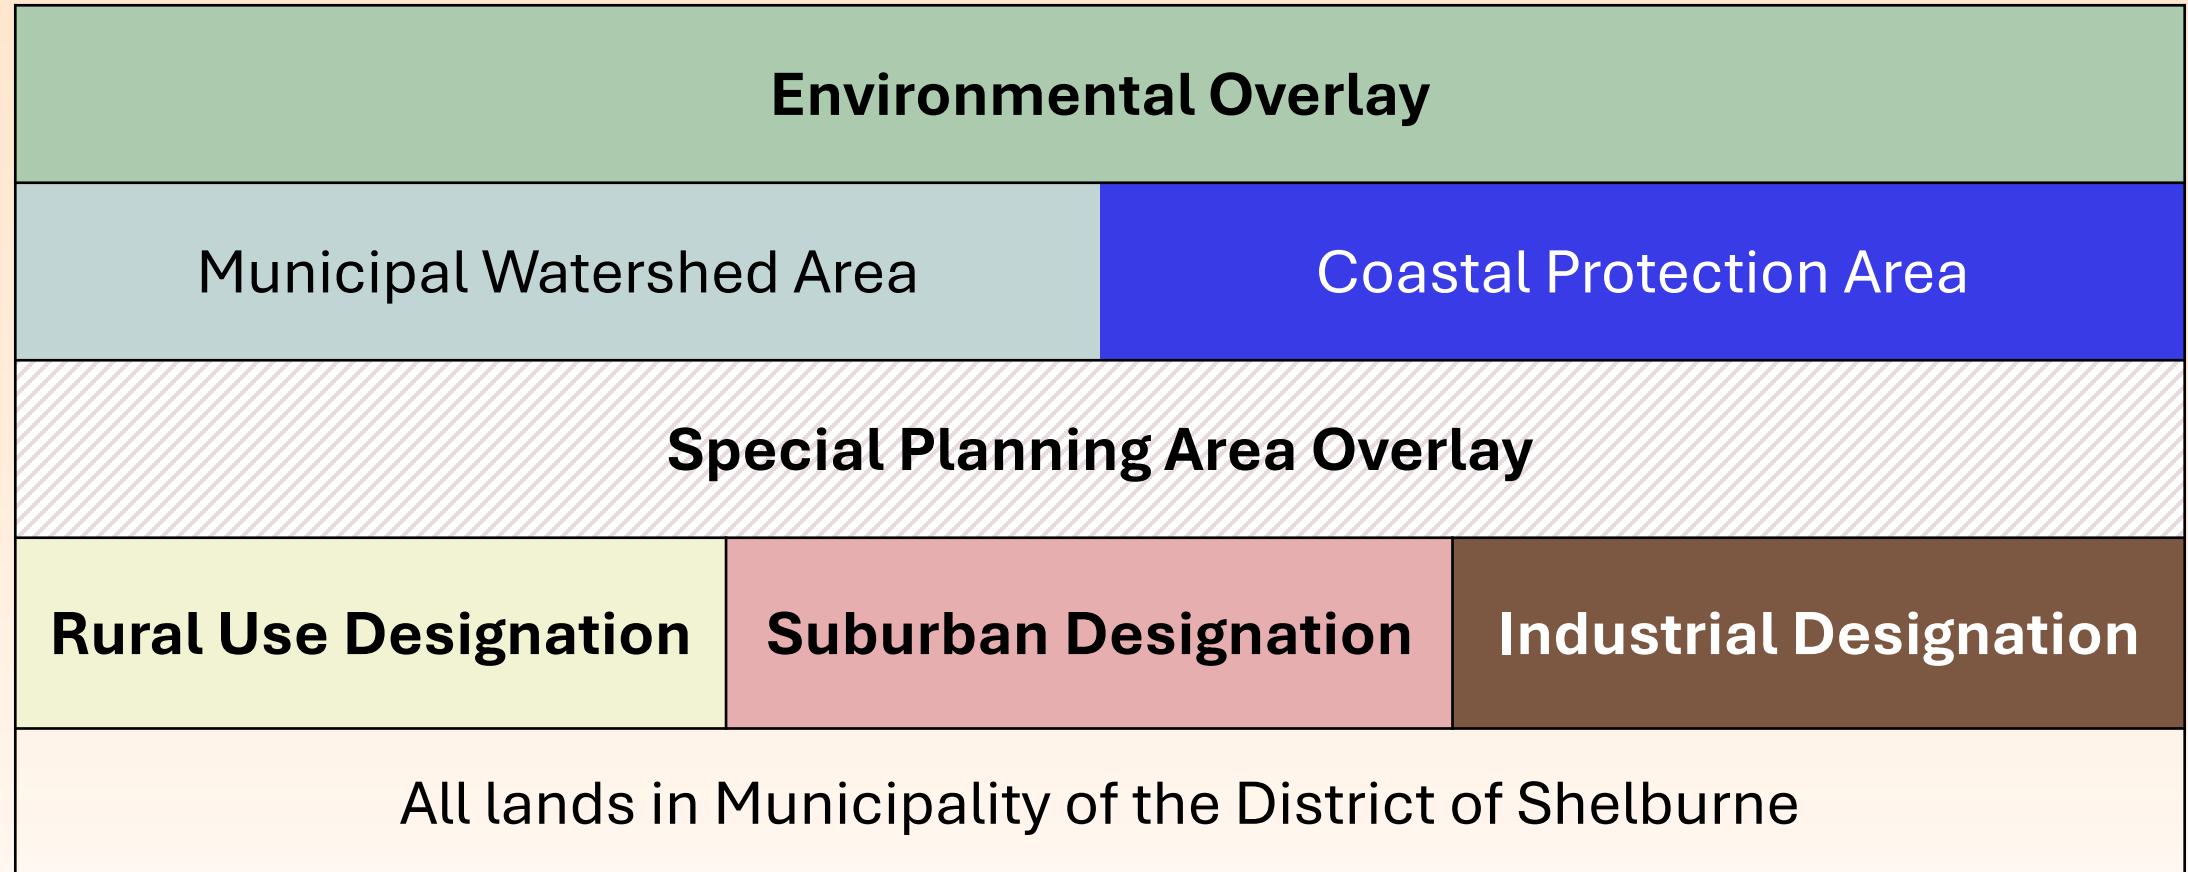 Environmental Overlay
Municipal Watershed Area
Coastal Protection Area
Special Planning Area Overlay
Rural Use Designation
Suburban Designation
Industrial Designation
All lands in Municipality of the District of Shelburne